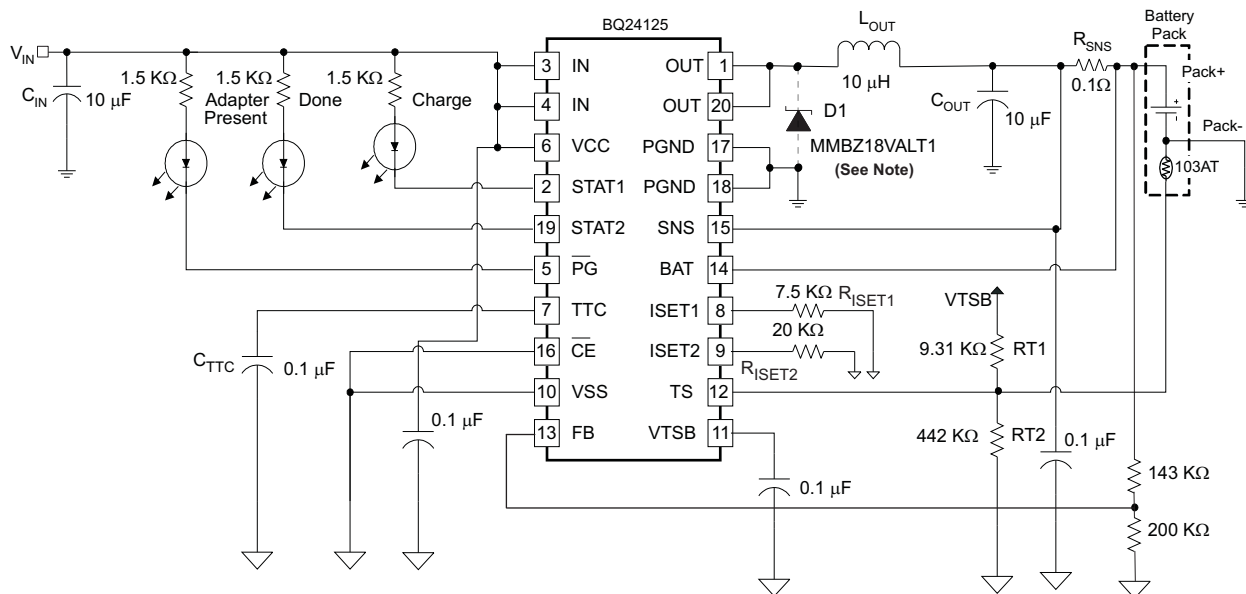 BQ24125
V_IN
C_IN
10 μF
1.5 KΩ
Adapter
Present
1.5 KΩ
Done
1.5 KΩ
Charge
3 IN
4 IN
6 VCC
2 STAT1
19 STAT2
5 P̅G̅
7 TTC
16 C̅E̅
10 VSS
13 FB
OUT 1
OUT 20
PGND 17
PGND 18
SNS 15
BAT 14
ISET1 8
ISET2 9
TS 12
VTSB 11
C_TTC
0.1 μF
0.1 μF
L_OUT
10 μH
D1
MMBZ18VALT1
(See Note)
C_OUT
10 μF
R_SNS
0.1Ω
Battery
Pack
Pack+
+
Pack-
103AT
7.5 KΩ
R_ISET1
20 KΩ
R_ISET2
VTSB
9.31 KΩ
RT1
442 KΩ
RT2
0.1 μF
0.1 μF
143 KΩ
200 KΩ